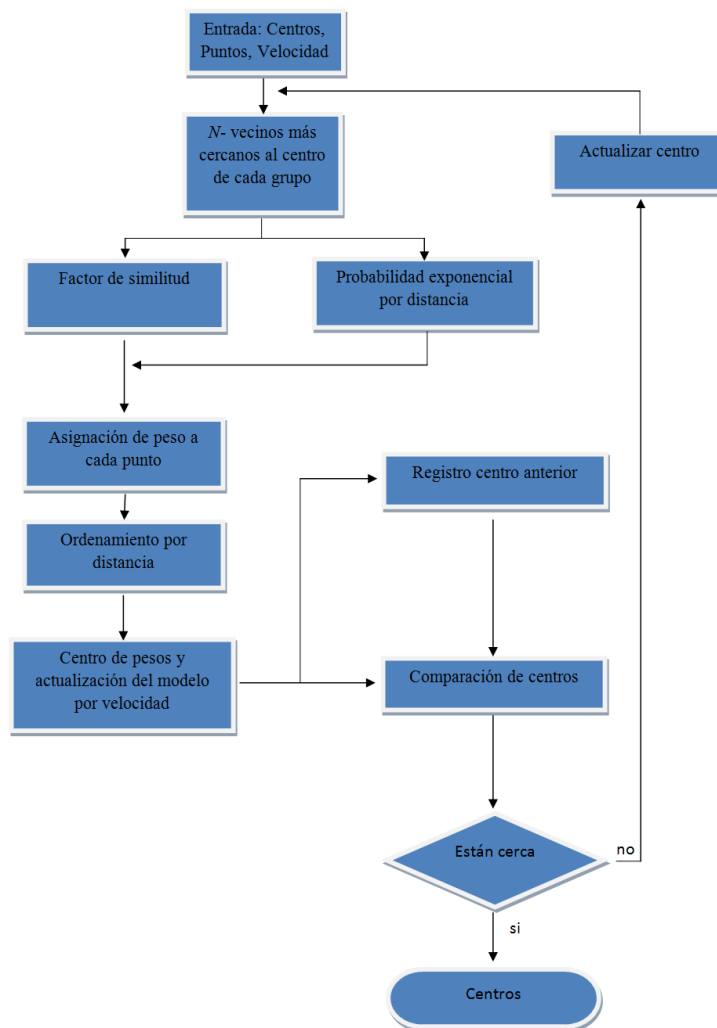 Entrada: Centros,
Puntos, Velocidad
N- vecinos más
cercanos al centro
de cada grupo
Actualizar centro
Factor de similitud
Probabilidad exponencial
por distancia
Asignación de peso a
cada punto
Registro centro anterior
Ordenamiento por
distancia
Centro de pesos y
actualización del modelo
por velocidad
Comparación de centros
Están cerca
no
si
Centros